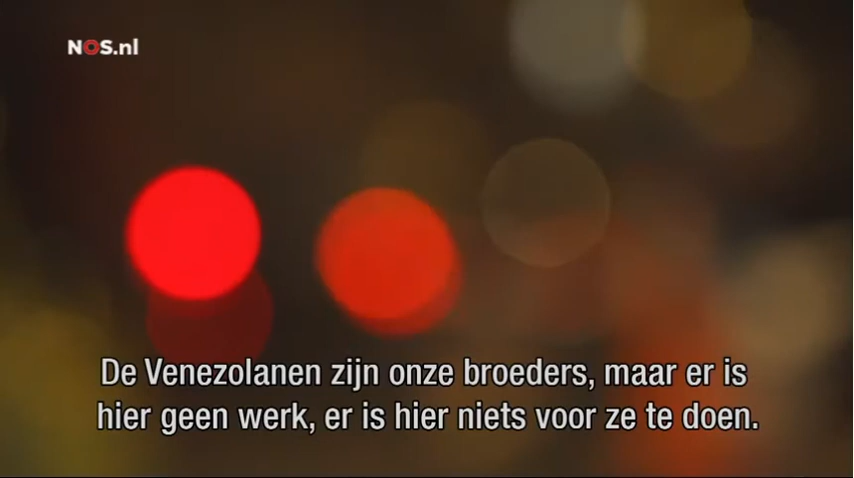 NOS.nl
De Venezolanen zijn onze broeders, maar er is
hier geen werk, er is hier niets voor ze te doen.